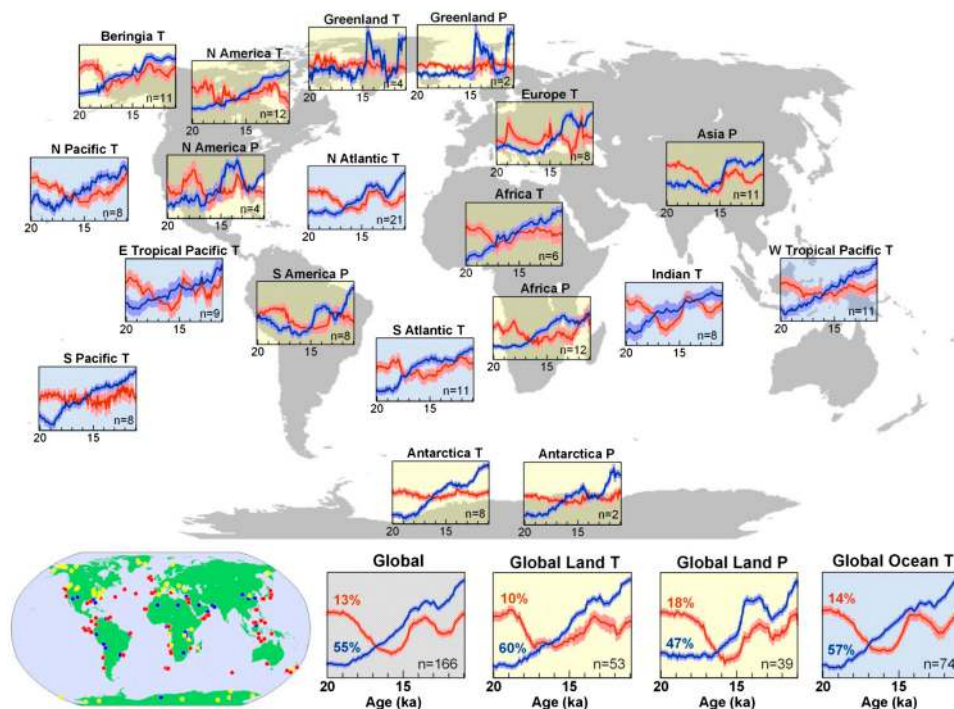 Greenland T
Greenland P
n=4
n=2
20
15
20
15
Beringia T
n=11
20
15
N America T
n=12
20
15
Europe T
n=8
20
15
N Pacific T
n=8
20
15
N America P
n=4
20
15
N Atlantic T
n=21
20
15
Asia P
n=11
20
15
Africa T
n=6
20
15
E Tropical Pacific T
n=9
20
15
S America P
n=8
20
15
Africa P
n=12
20
15
Indian T
n=8
20
15
W Tropical Pacific T
n=11
20
15
S Atlantic T
n=11
20
15
S Pacific T
n=8
20
15
Antarctica T
n=8
20
15
Antarctica P
n=2
20
15
Global
13%
55%
n=166
20
15
Age (ka)
Global Land T
10%
60%
n=53
20
15
Age (ka)
Global Land P
18%
47%
n=39
20
15
Age (ka)
Global Ocean T
14%
57%
n=74
20
15
Age (ka)